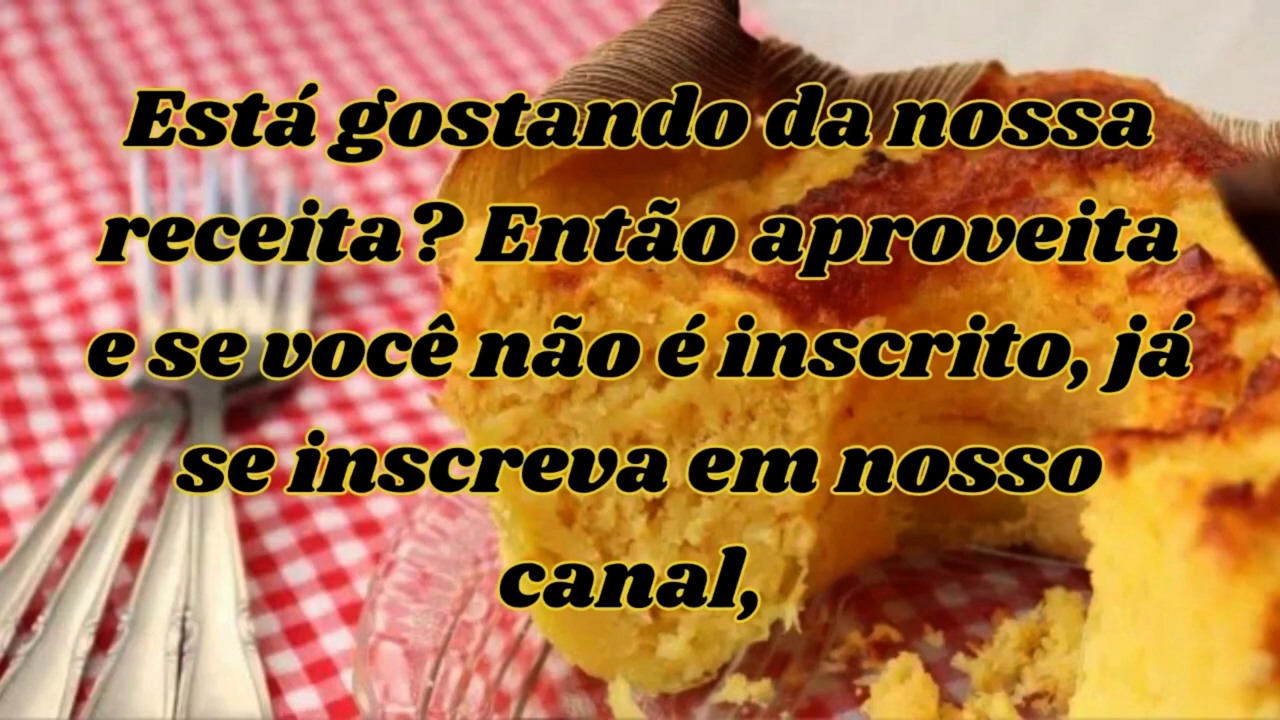 Está gostando da nossa
receita? Então aproveita
e se você não é inscrito, já
se inscreva em nosso
canal,